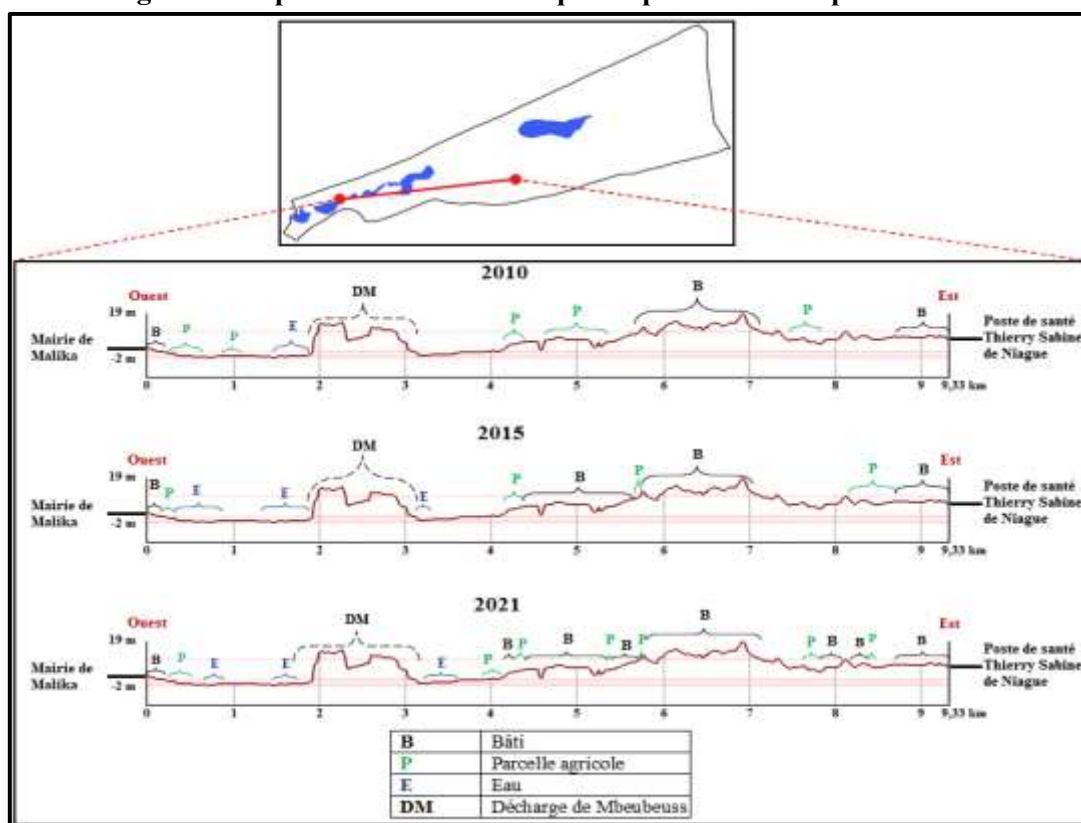 2010
Ouest
Est
DM
B
19 m
B
P
P
E
P
P
P
B
Mairie de
Malika
-2 m
Poste de santé
Thierry Sabine
de Niague
0 1 2 3 4 5 6 7 8 9 9,33 km
2015
Ouest
Est
DM
B
19 m
B
P
E
E
E
P
B
P
P
B
Mairie de
Malika
-2 m
Poste de santé
Thierry Sabine
de Niague
0 1 2 3 4 5 6 7 8 9 9,33 km
2021
Ouest
Est
DM
B
19 m
B
P
E
E
E
P
B
P
B
P
B
P
P
B
B
P
B
Mairie de
Malika
-2 m
Poste de santé
Thierry Sabine
de Niague
0 1 2 3 4 5 6 7 8 9 9,33 km
B Bâti
P Parcelle agricole
E Eau
DM Décharge de Mbeubeuss